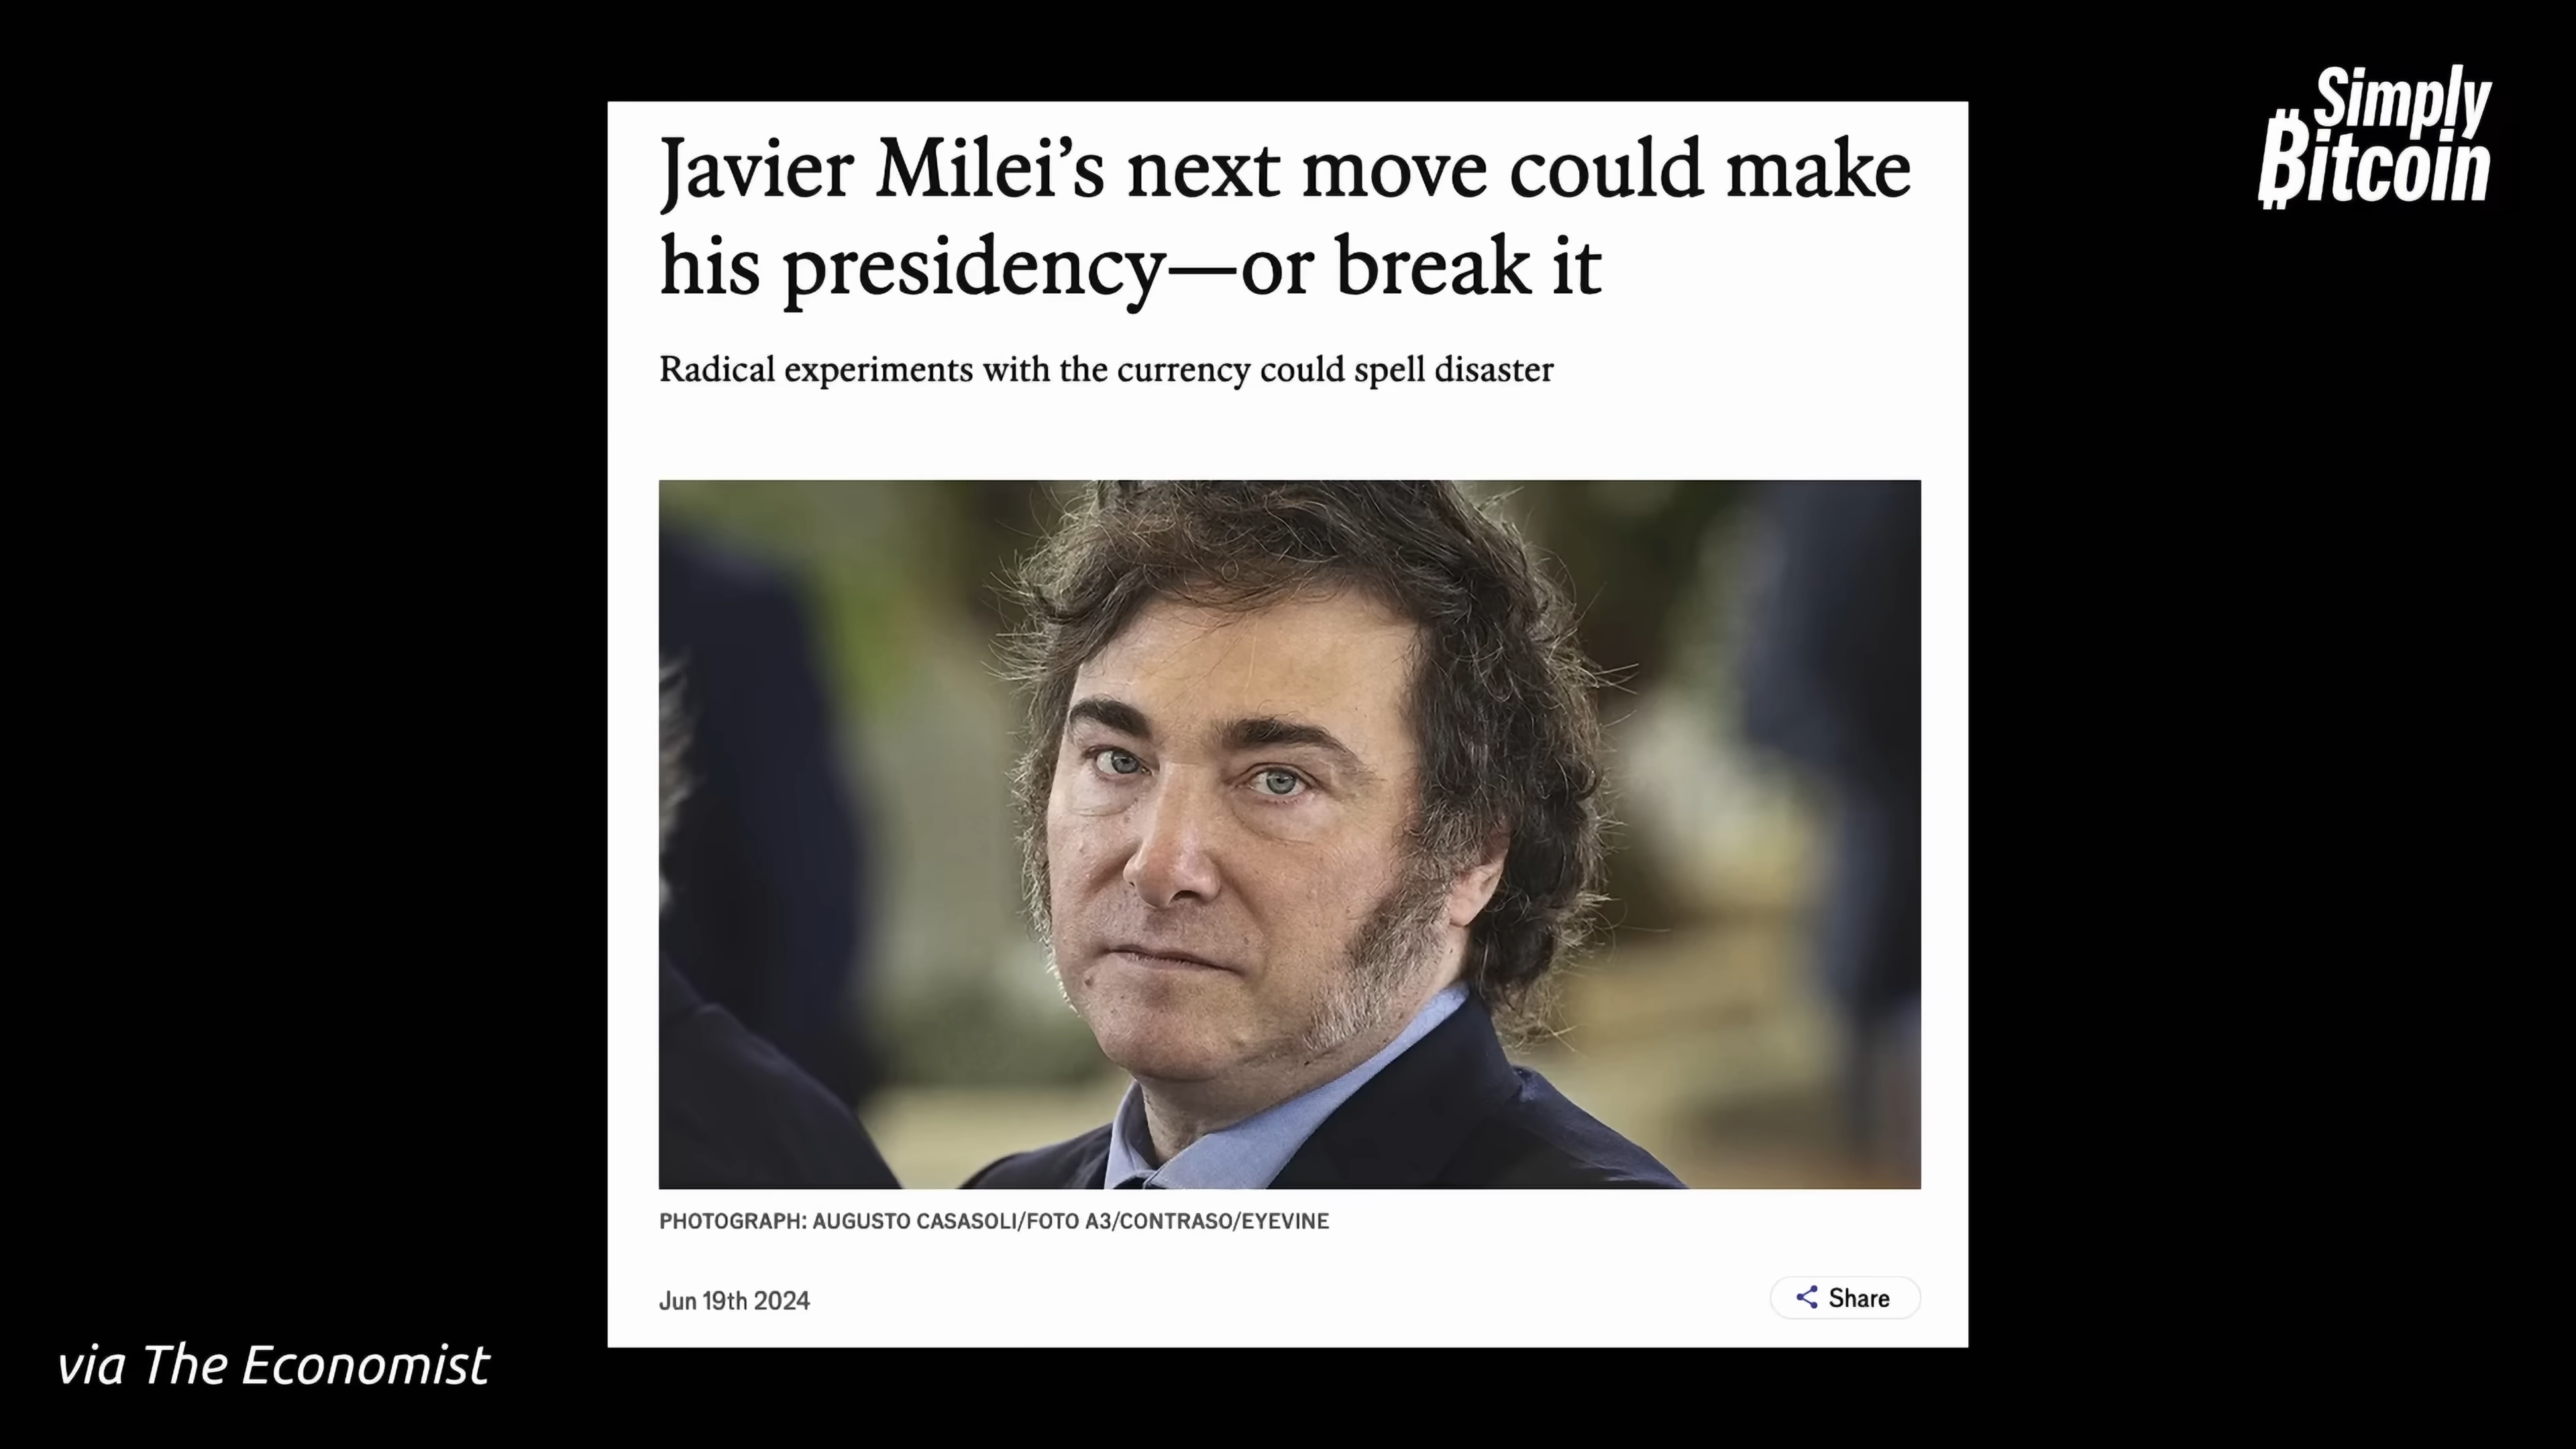 Simply
Bitcoin
Javier Milei’s next move could make
his presidency—or break it
Radical experiments with the currency could spell disaster
PHOTOGRAPH: AUGUSTO CASASOLI/FOTO A3/CONTRASO/EYEVINE
Jun 19th 2024
Share
via The Economist